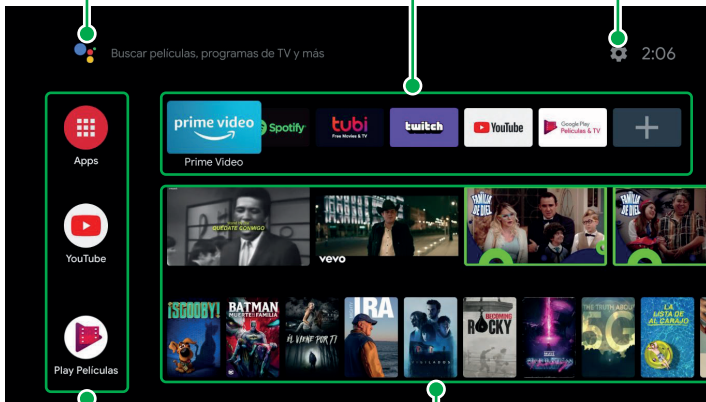 Buscar películas, programas de TV y más
2:06
prime video
Spotify
tubi
Free Movies & TV
twitch
YouTube
Google Play
Películas & TV
Prime Video
Apps
QUÉDATE CONMIGO
vevo
FAMILIA
DE DIEZ
FAMILIA
DE DIEZ
YouTube
¡SCOOBY!
BATMAN
MUERTE EN LA FAMILIA
ÉL VIENE POR TI
IRA
BECOMING
ROCKY
THE TRUTH ABOUT
5G
LA
LISTA DE
AL CARAJO
Play Películas